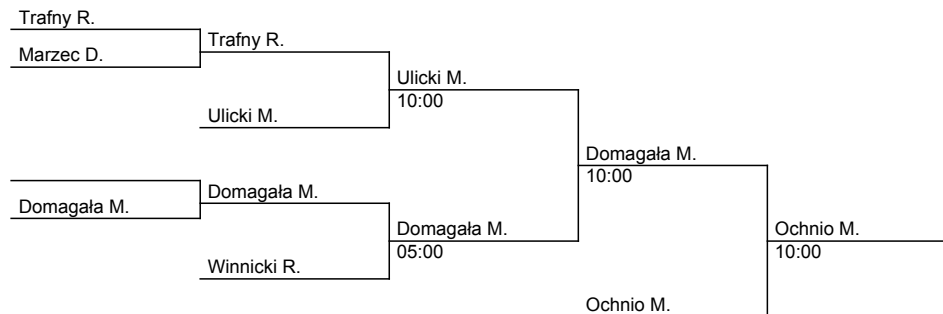 Trafny R.
Marzec D.
Trafny R.
Ulicki M.
10:00
Ulicki M.
Domagała M.
10:00
Domagała M.
Domagała M.
Domagała M.
05:00
Ochnio M.
10:00
Winnicki R.
Ochnio M.